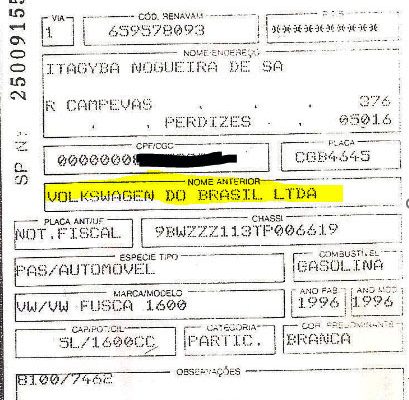 VIA CÓD. RENAVAM
1 659578093 ****************
NOME/ENDEREÇO
ITAGYBA NOGUEIRA DE SA
R CAMPEVAS , 376
, , PERDIZES 05016
CPF/CGC PLACA
00000008 CGB4645
NOME ANTERIOR
VOLKSWAGEN DO BRASIL LTDA
PLACA ANT/UF CHASSI
NOT.FISCAL 9BWZZZ113TP006619
ESPÉCIE TIPO COMBUSTÍVEL
PAS/AUTOMOVEL GASOLINA
MARCA/MODELO ANO FAB. ANO MOD.
VW/VW FUSCA 1600 1996 1996
CAP/POT/CIL CATEGORIA COR PREDOMINANTE
5L/1600CC PARTIC. BRANCA
OBSERVAÇÕES
8100/7462
SP Nº 25009155